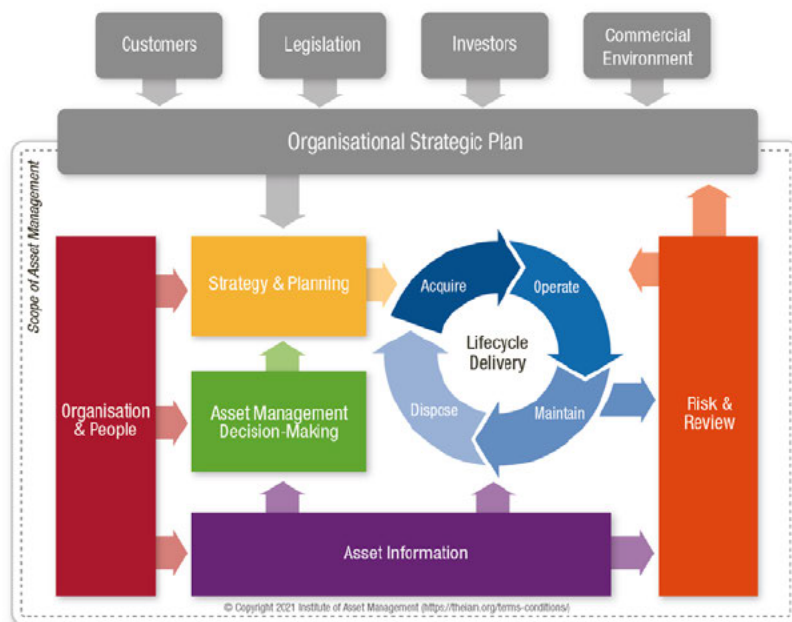 Customers
Legislation
Investors
Commercial
Environment
Organisational Strategic Plan
Scope of Asset Management
Strategy & Planning
Acquire
Operate
Lifecycle
Delivery
Organisation
& People
Asset Management
Decision-Making
Dispose
Maintain
Risk &
Review
Asset Information
© Copyright 2021 Institute of Asset Management (https://theiam.org/terms-conditions/)